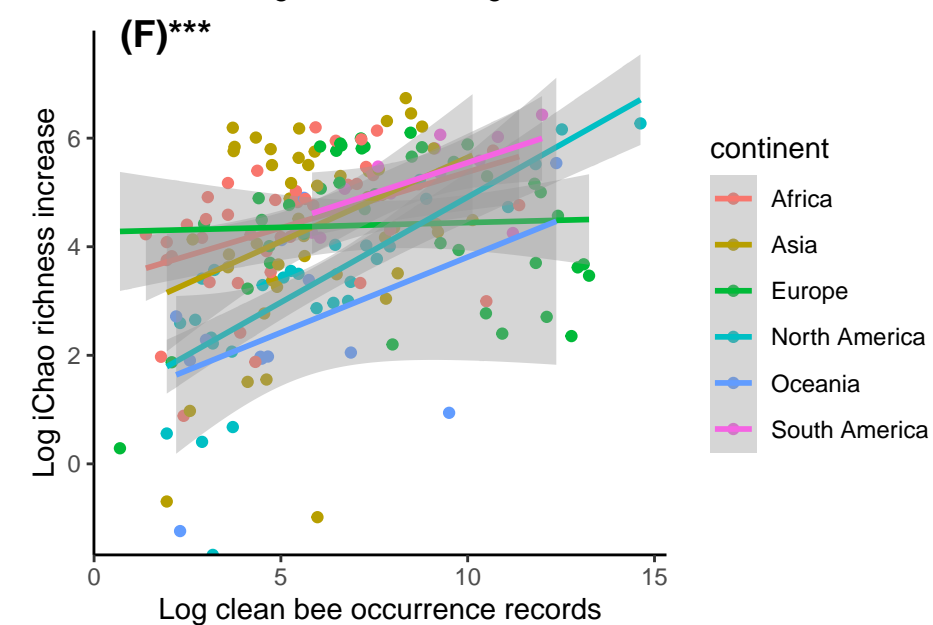 (F)***
Log iChao richness increase
6
4
2
0
0 5 10 15
Log clean bee occurrence records
continent
Africa
Asia
Europe
North America
Oceania
South America